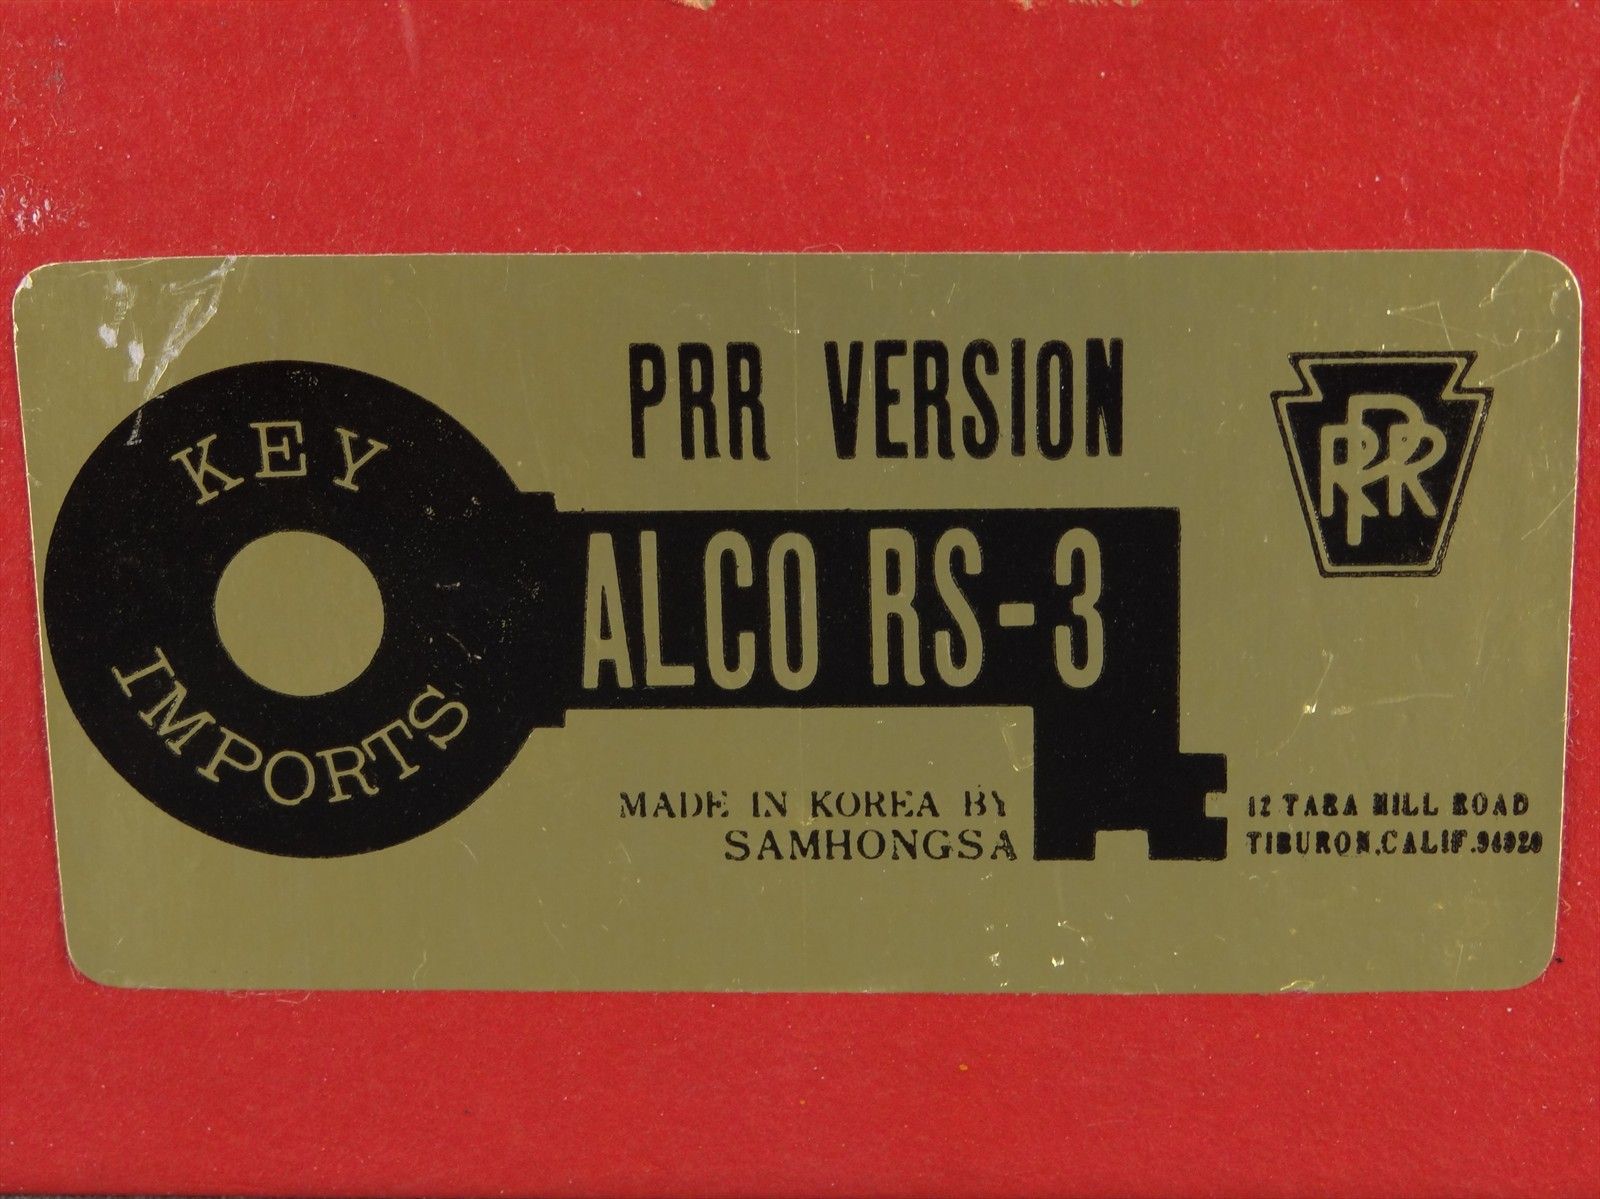 PRR VERSION
PRR
KEY
IMPORTS
ALCO RS-3
MADE IN KOREA BY
SAMHONGSA
12 TARA HILL ROAD
TIBURON, CALIF. 94920